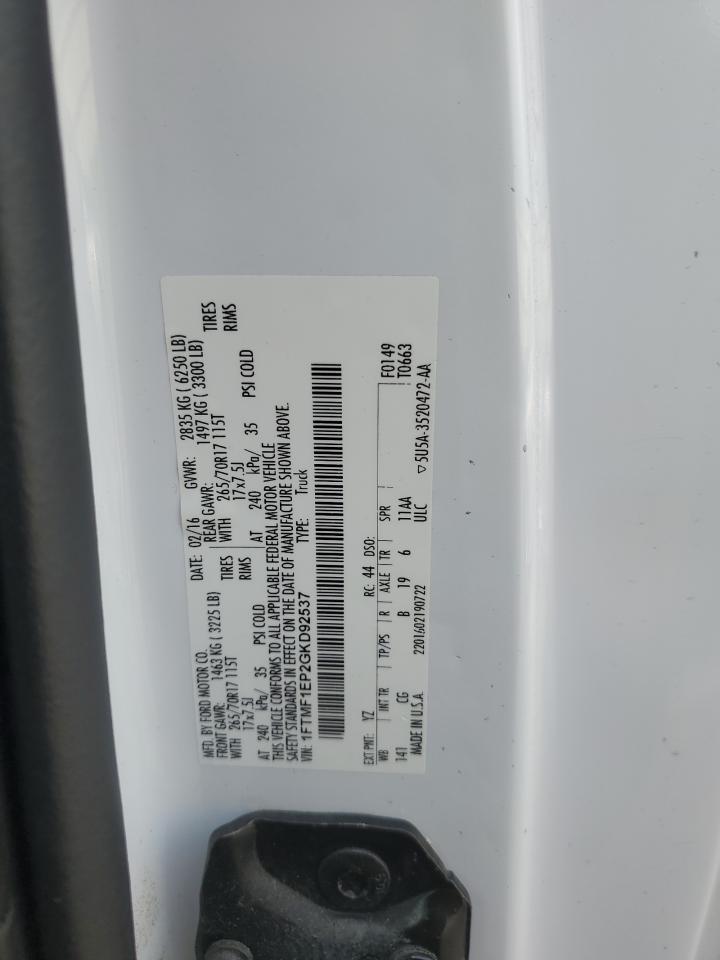 MFD. BY FORD MOTOR CO.
DATE: 02/16 GVWR: 2835 KG ( 6250 LB)
FRONT GAWR: 1463 KG ( 3225 LB) REAR GAWR: 1497 KG ( 3300 LB)
WITH 265/70R17 115T TIRES WITH 265/70R17 115T TIRES
17x7.5J RIMS 17x7.5J RIMS
AT 240 kPa/ 35 PSI COLD AT 240 kPa/ 35 PSI COLD
THIS VEHICLE CONFORMS TO ALL APPLICABLE FEDERAL MOTOR VEHICLE
SAFETY STANDARDS IN EFFECT ON THE DATE OF MANUFACTURE SHOWN ABOVE.
VIN: 1FTMF1EP2GKD92537 TYPE: Truck
EXT PNT: YZ RC: 44 DSO: F0149
WB INT TR TP/PS R AXLE TR SPR T0663
141 CG B 19 6 11AA
MADE IN U.S.A. 2201602190722 ULC ▽5U5A-3520472-AA